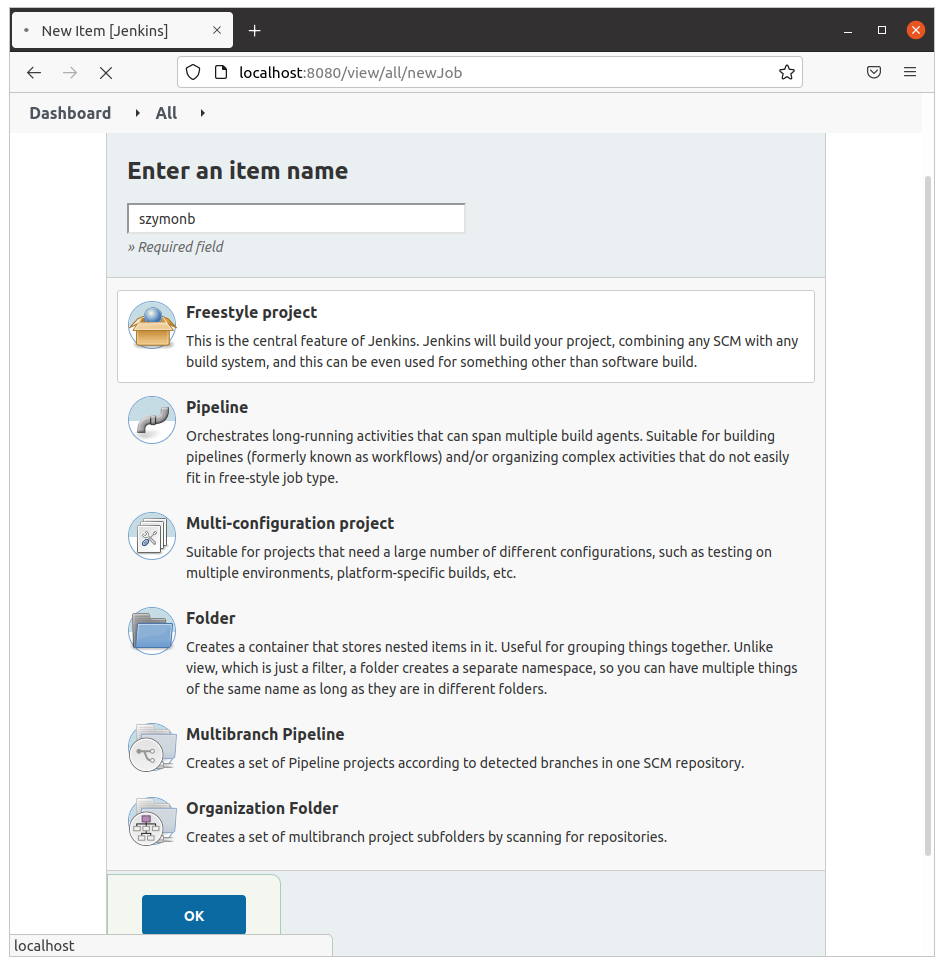 New Item [Jenkins]
localhost:8080/view/all/newJob
Dashboard All
Enter an item name
szymonb
» Required field
Freestyle project
This is the central feature of Jenkins. Jenkins will build your project, combining any SCM with any
build system, and this can be even used for something other than software build.
Pipeline
Orchestrates long-running activities that can span multiple build agents. Suitable for building
pipelines (formerly known as workflows) and/or organizing complex activities that do not easily
fit in free-style job type.
Multi-configuration project
Suitable for projects that need a large number of different configurations, such as testing on
multiple environments, platform-specific builds, etc.
Folder
Creates a container that stores nested items in it. Useful for grouping things together. Unlike
view, which is just a filter, a folder creates a separate namespace, so you can have multiple things
of the same name as long as they are in different folders.
Multibranch Pipeline
Creates a set of Pipeline projects according to detected branches in one SCM repository.
Organization Folder
Creates a set of multibranch project subfolders by scanning for repositories.
OK
localhost